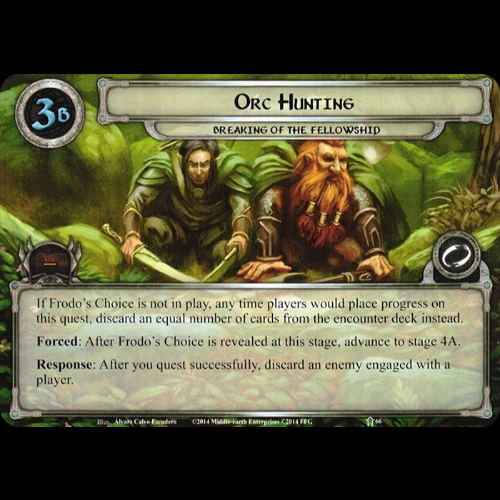 3B
ORC HUNTING
BREAKING OF THE FELLOWSHIP
If Frodo's Choice is not in play, any time players would place progress on
this quest, discard an equal number of cards from the encounter deck instead.
Forced: After Frodo's Choice is revealed at this stage, advance to stage 4A.
Response: After you quest successfully, discard an enemy engaged with a
player.
Illus. Alvaro Calvo Escudero ©2014 Middle-earth Enterprises ©2014 FFG 66